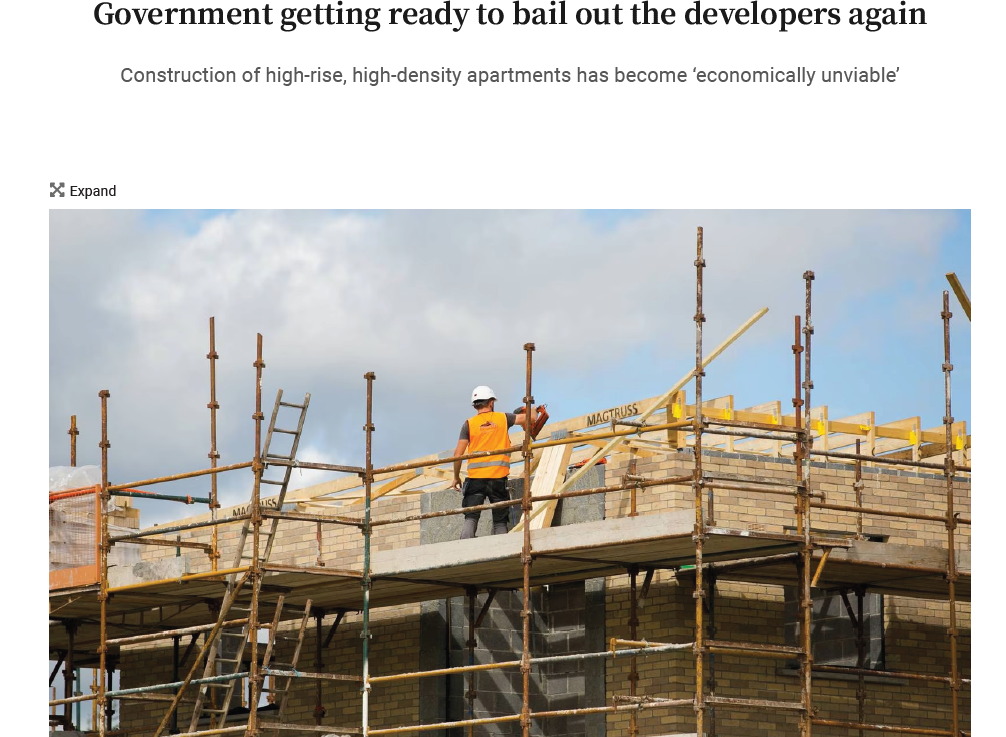 Government getting ready to bail out the developers again
Construction of high-rise, high-density apartments has become ‘economically unviable’
Expand
MAGTRUSS
MAGTRUSS